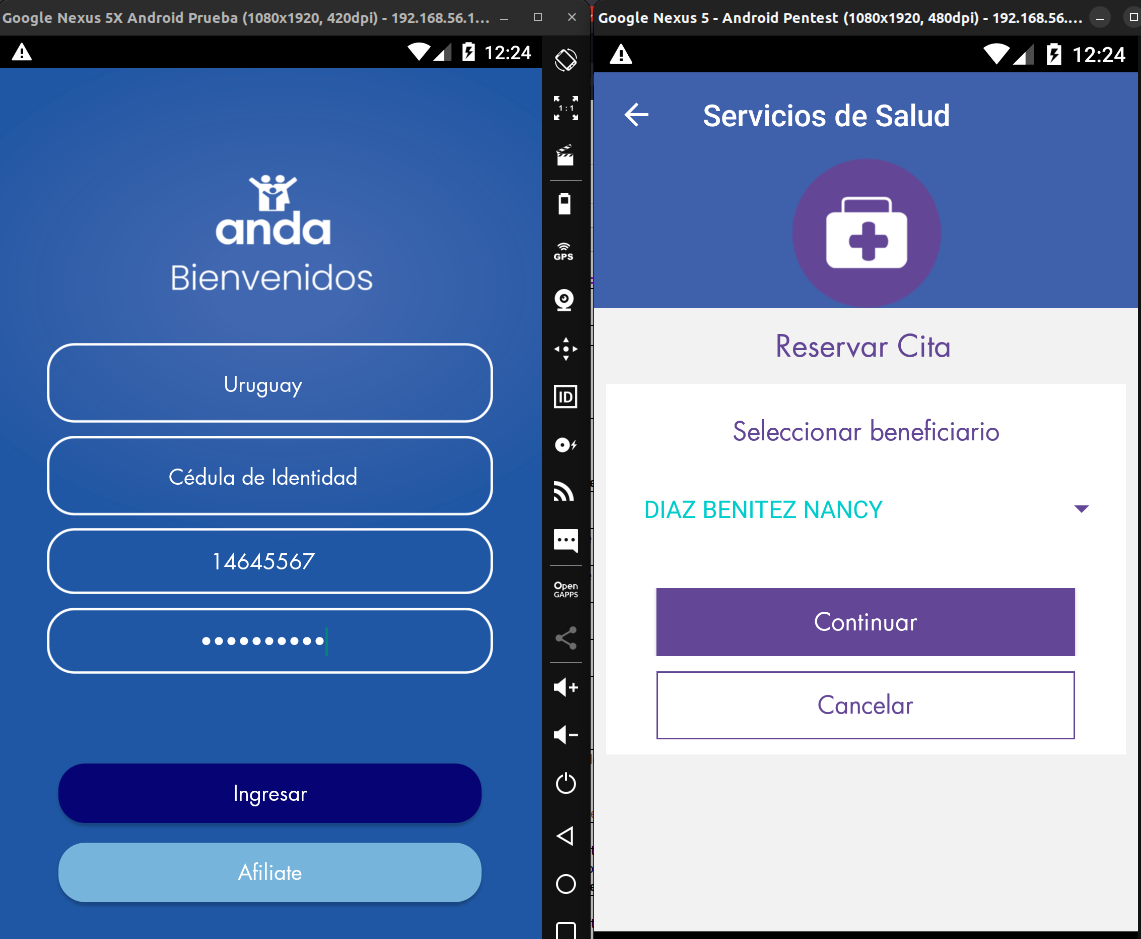 Google Nexus 5X Android Prueba (1080x1920, 420dpi) - 192.168.56.1...
12:24
anda
Bienvenidos
Uruguay
Cédula de Identidad
14645567
••••••••••
Ingresar
Afiliate
1:1
GPS
ID
Open
GAPPS
Google Nexus 5 - Android Pentest (1080x1920, 480dpi) - 192.168.56....
12:24
Servicios de Salud
Reservar Cita
Seleccionar beneficiario
DIAZ BENITEZ NANCY
Continuar
Cancelar